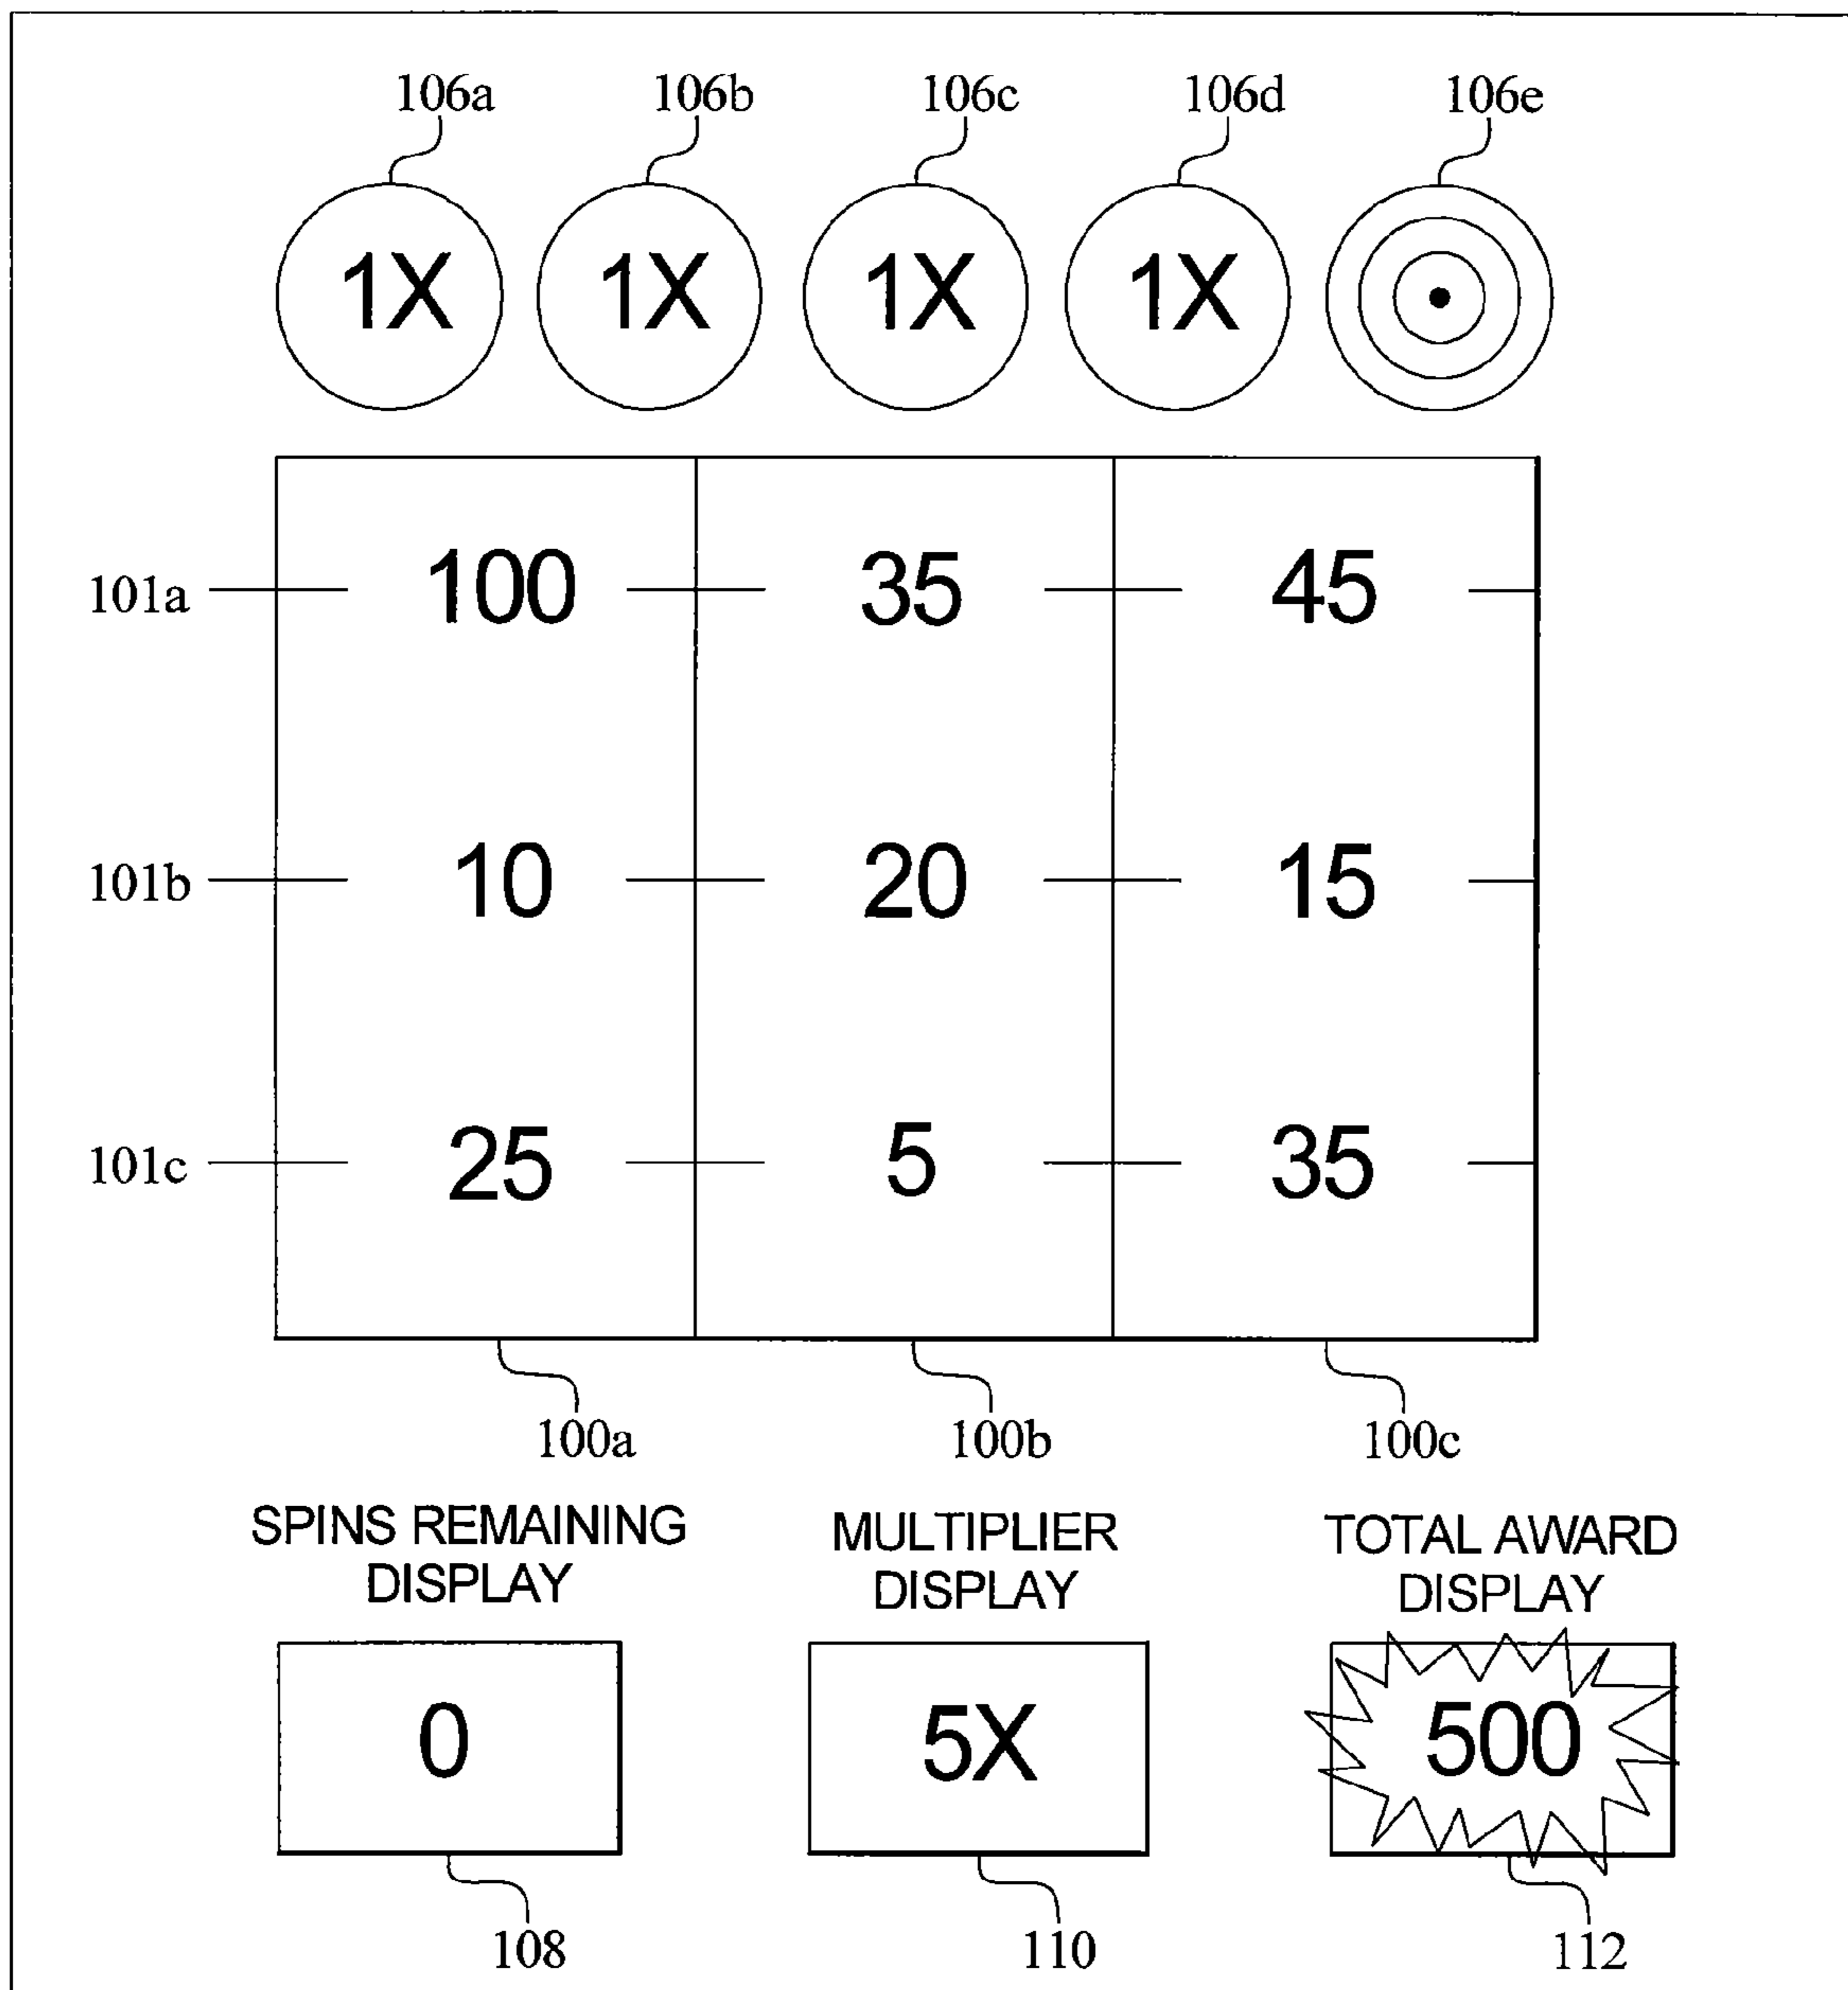 106a 106b 106c 106d 106e
1X 1X 1X 1X
101a 100 35 45
101b 10 20 15
101c 25 5 35
100a 100b 100c
SPINS REMAINING DISPLAY
MULTIPLIER DISPLAY
TOTAL AWARD DISPLAY
0 5X 500
108 110 112